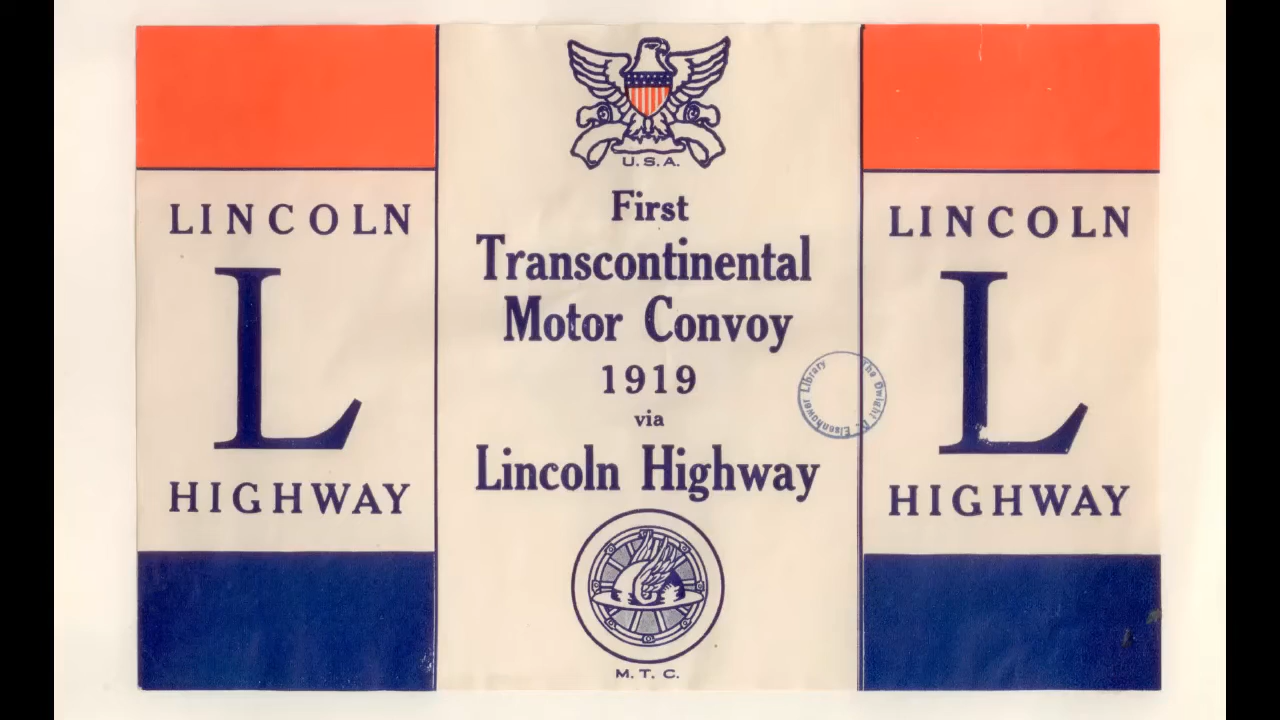 LINCOLN
L
HIGHWAY
U.S.A.
First
Transcontinental
Motor Convoy
1919
via
Lincoln Highway
M.T.C.
The Dwight D. Eisenhower Library
LINCOLN
L
HIGHWAY